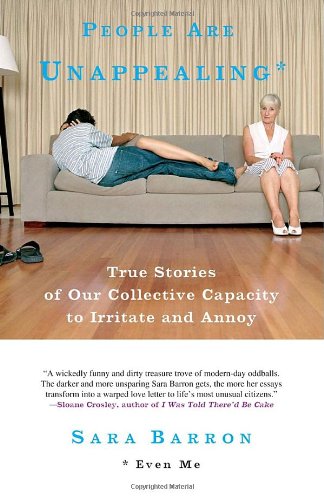 People Are
Unappealing*
True Stories
of Our Collective Capacity
to Irritate and Annoy
“A wickedly funny and dirty treasure trove of modern-day oddballs.
The darker and more unsparing Sara Barron gets, the more her essays
transform into a warped love letter to life’s most unusual citizens.”
—Sloane Crosley, author of I Was Told There’d Be Cake
Sara Barron
* Even Me